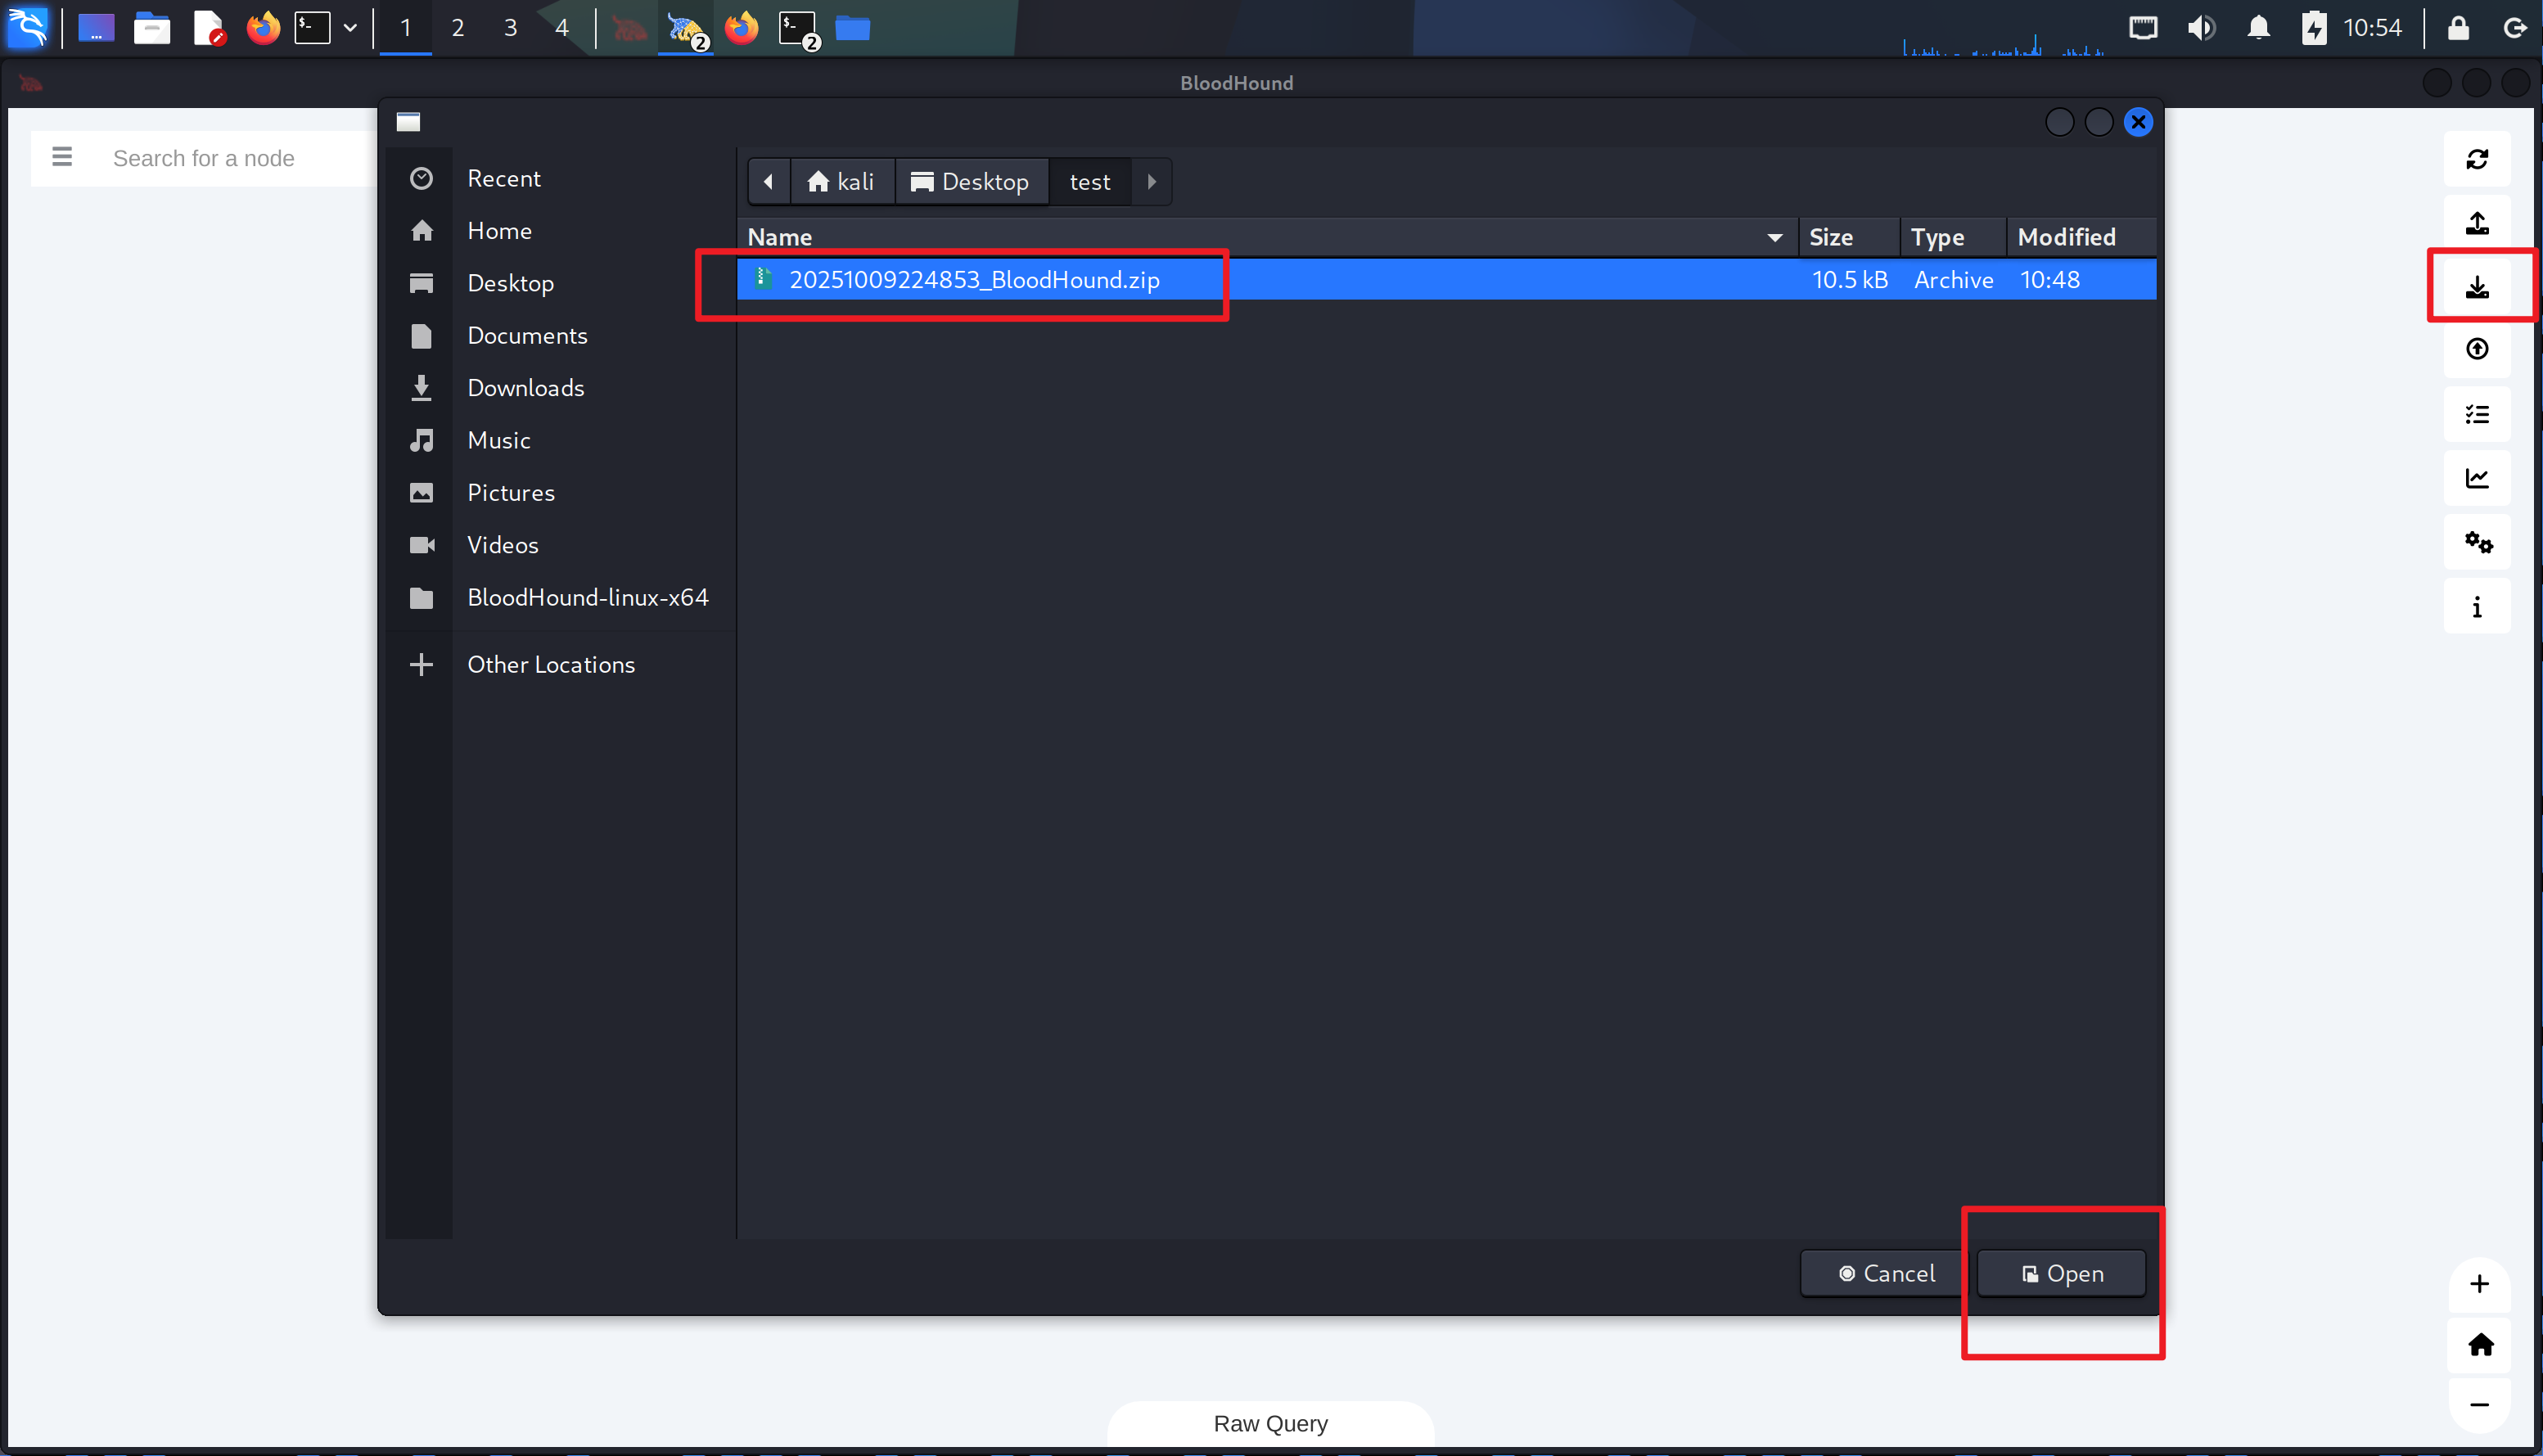 1 2 3 4 2 2 10:54
BloodHound
Search for a node
Recent
Home
Desktop
Documents
Downloads
Music
Pictures
Videos
BloodHound-linux-x64
Other Locations
kali Desktop test
Name Size Type Modified
20251009224853_BloodHound.zip 10.5 kB Archive 10:48
Cancel Open
Raw Query